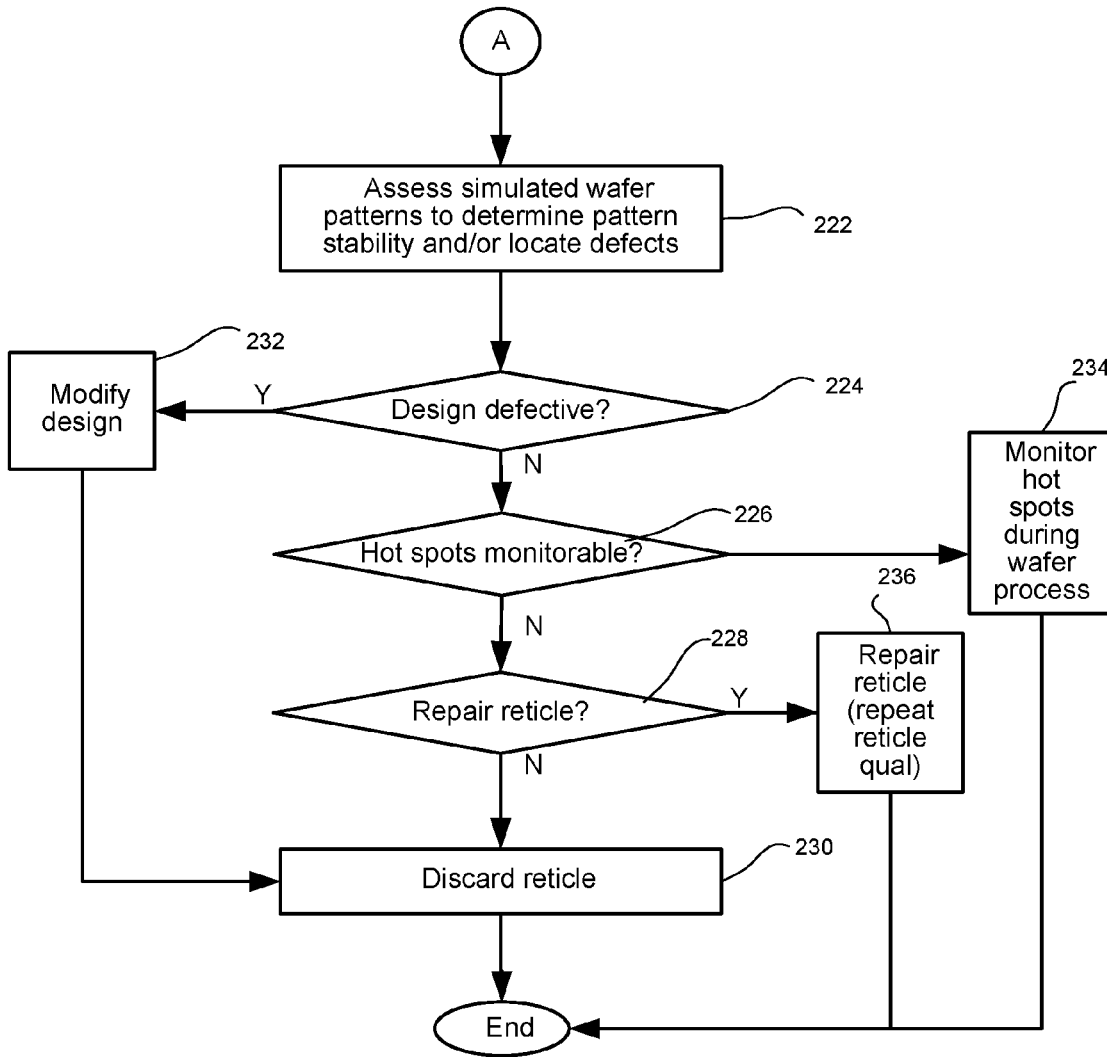 A
Assess simulated wafer
patterns to determine pattern
stability and/or locate defects
222
232
Modify
design
Y
Design defective?
224
N
234
Monitor
hot
spots
during
wafer
process
Hot spots monitorable?
226
N
236
Repair
reticle
(repeat
reticle
qual)
Repair reticle?
228
Y
N
Discard reticle
230
End